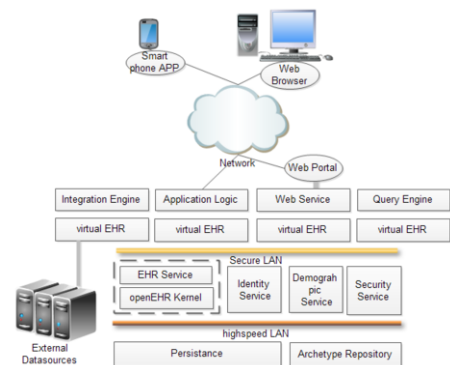 Smart
phone APP
Web
Browser
Network
Web Portal
Integration Engine
Application Logic
Web Service
Query Engine
virtual EHR
virtual EHR
virtual EHR
virtual EHR
Secure LAN
EHR Service
openEHR Kernel
Identity
Service
Demograh
pic
Service
Security
Service
highspeed LAN
External
Datasources
Persistance
Archetype Repository